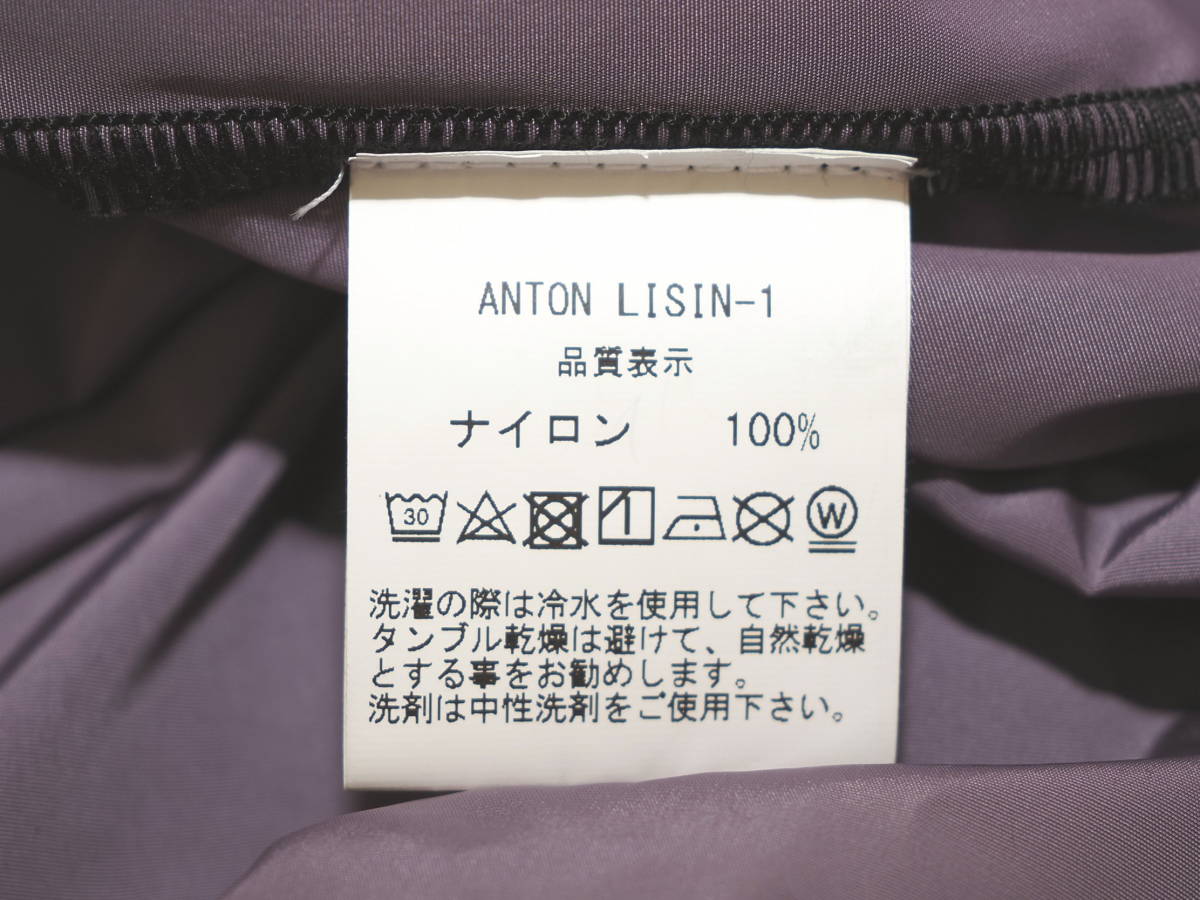 ANTON LISIN-1
品質表示
ナイロン 100%
30 W
洗濯の際は冷水を使用して下さい。
タンブル乾燥は避けて、自然乾燥
とする事をお勧めします。
洗剤は中性洗剤をご使用下さい。